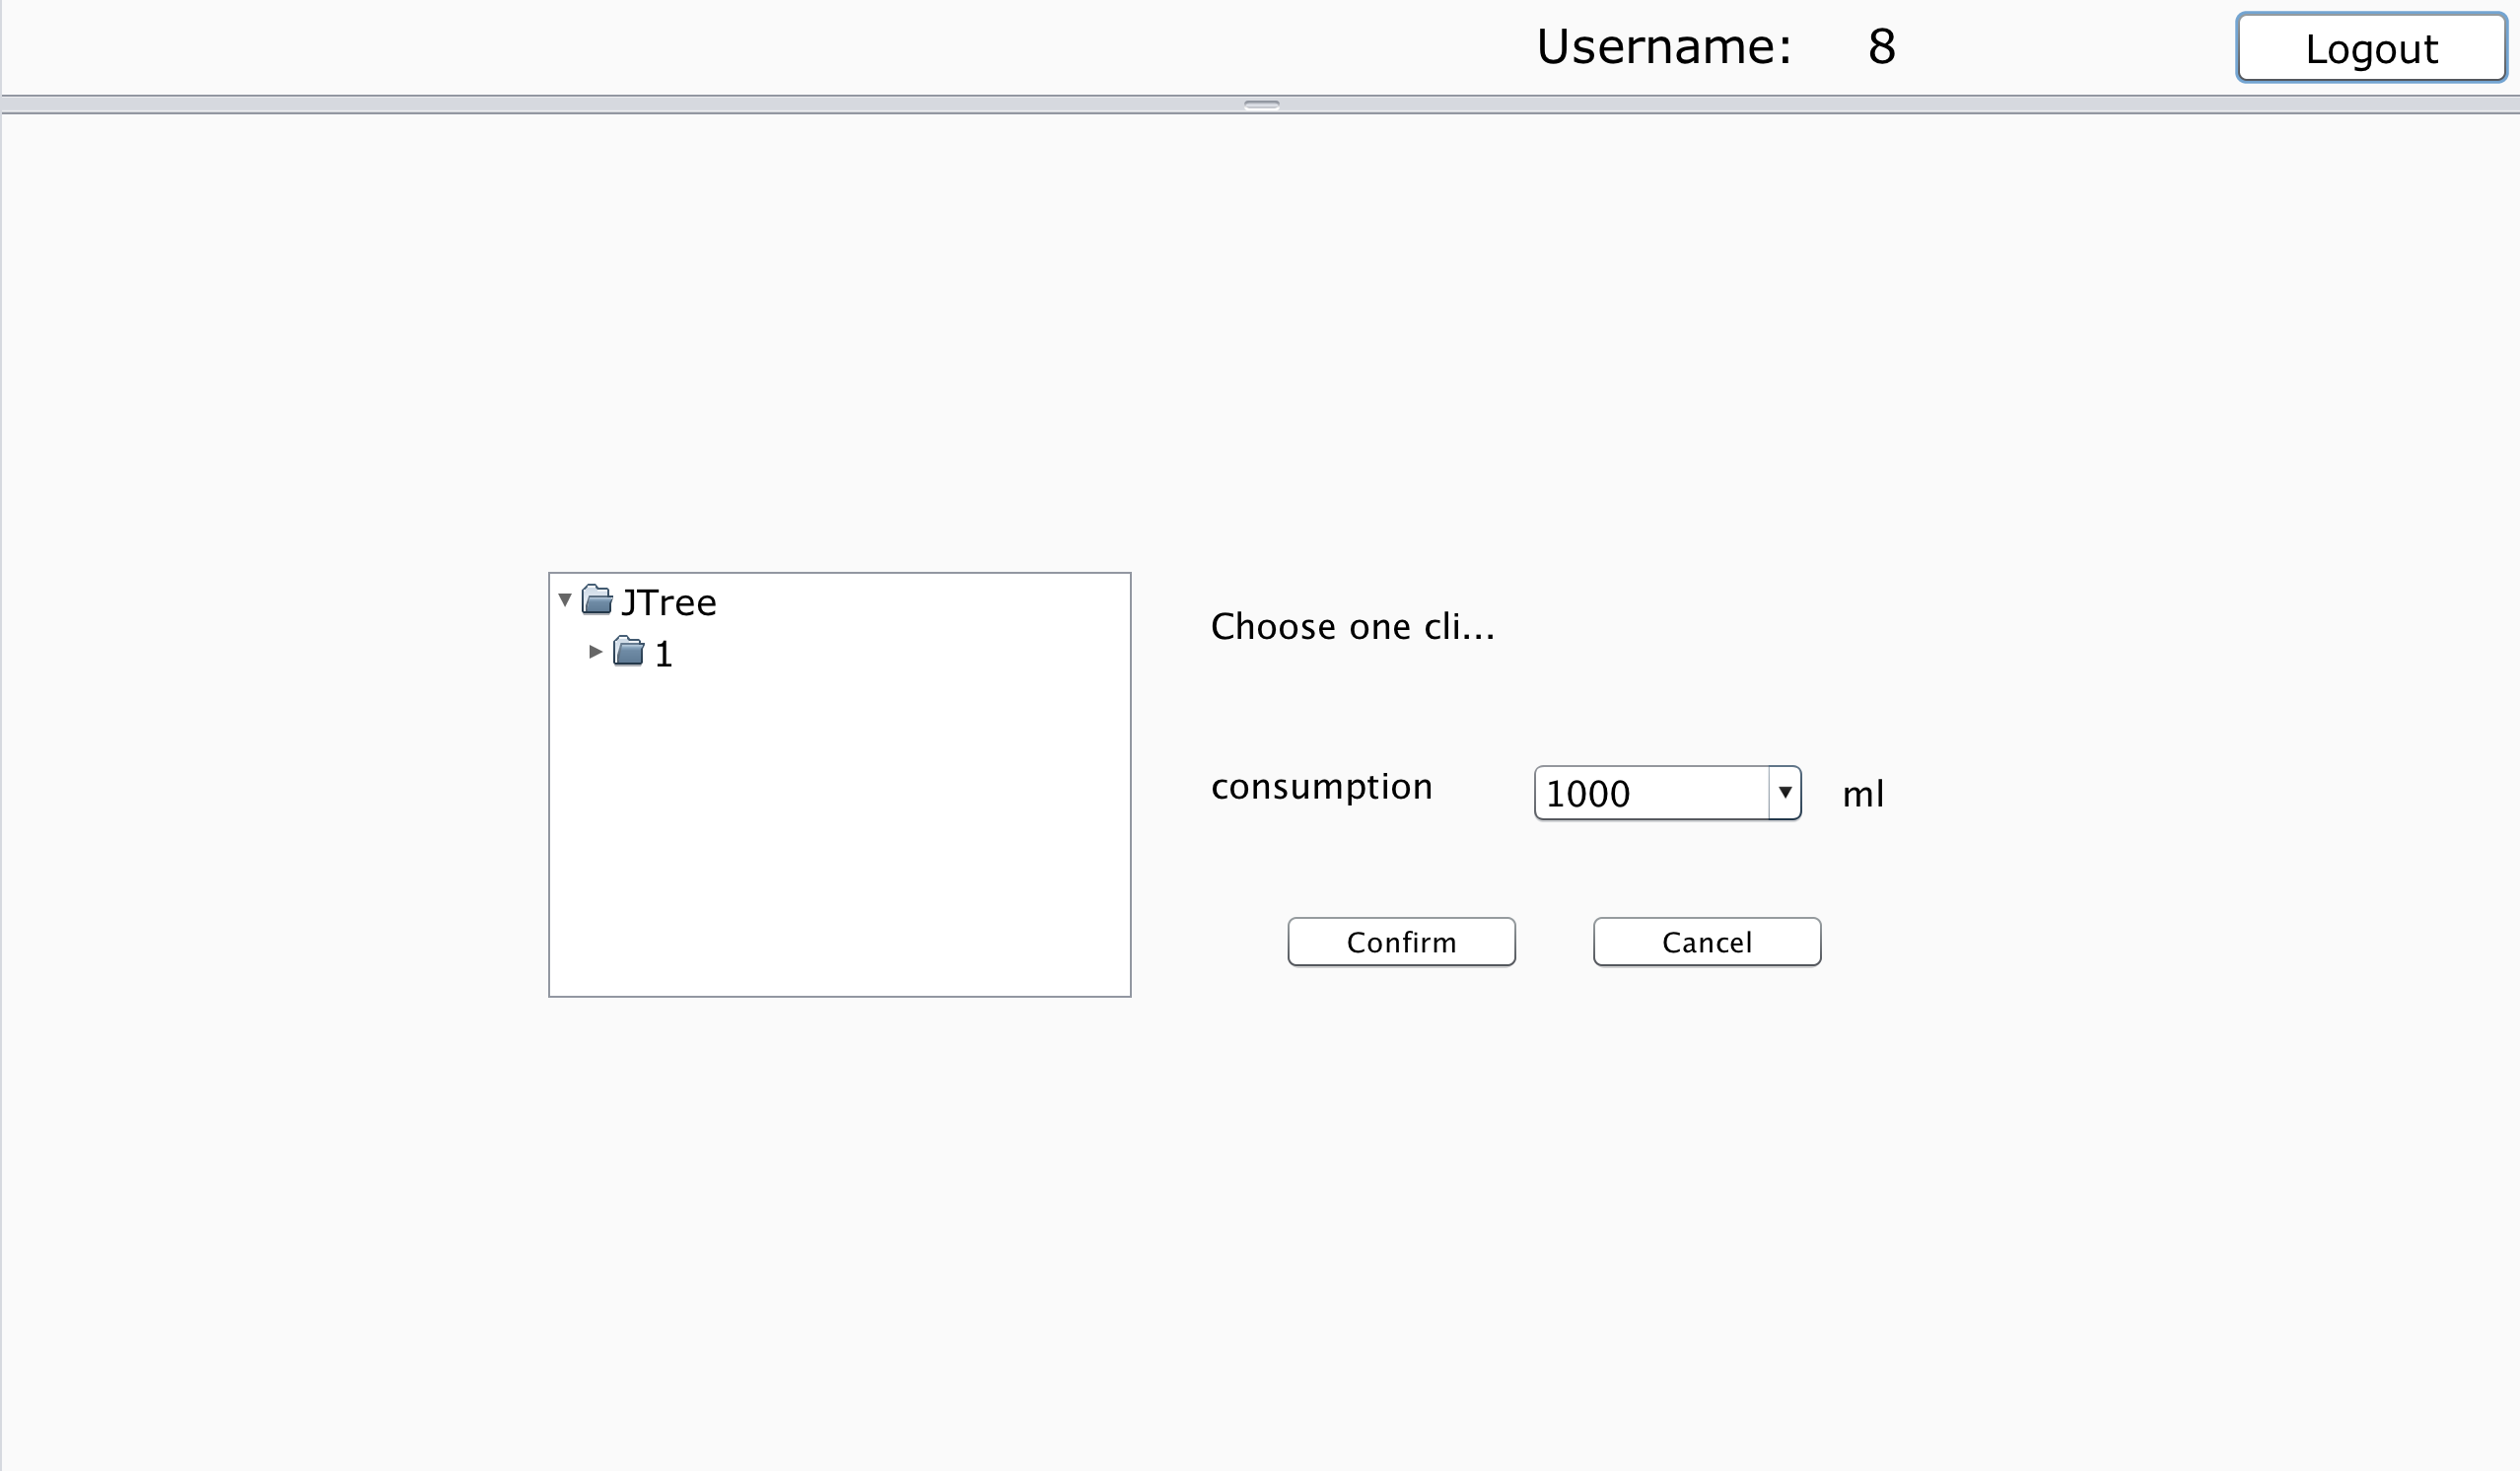 Username: 8
Logout
JTree
1
Choose one cli...
consumption 1000 ml
Confirm Cancel